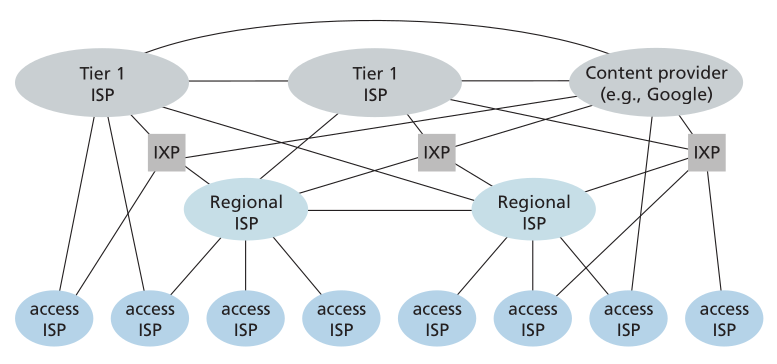 Tier 1
ISP
Tier 1
ISP
Content provider
(e.g., Google)
IXP
IXP
IXP
Regional
ISP
Regional
ISP
access
ISP
access
ISP
access
ISP
access
ISP
access
ISP
access
ISP
access
ISP
access
ISP